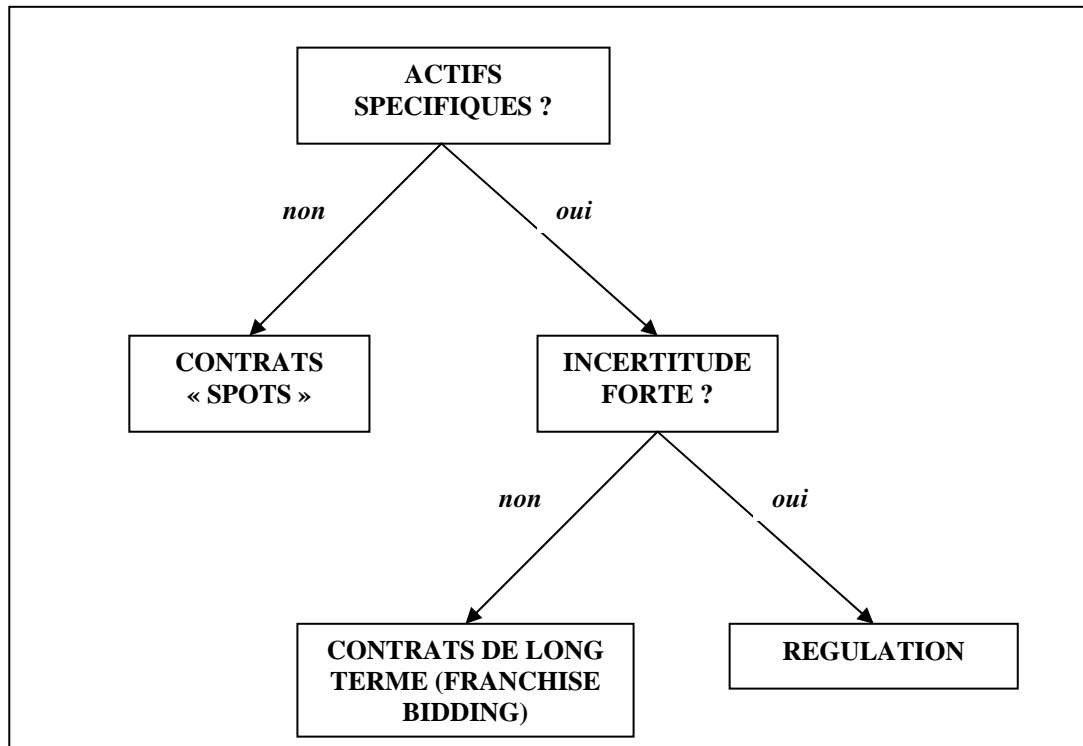 ACTIFS
SPECIFIQUES ?
non
oui
CONTRATS
« SPOTS »
INCERTITUDE
FORTE ?
non
oui
CONTRATS DE LONG
TERME (FRANCHISE
BIDDING)
REGULATION